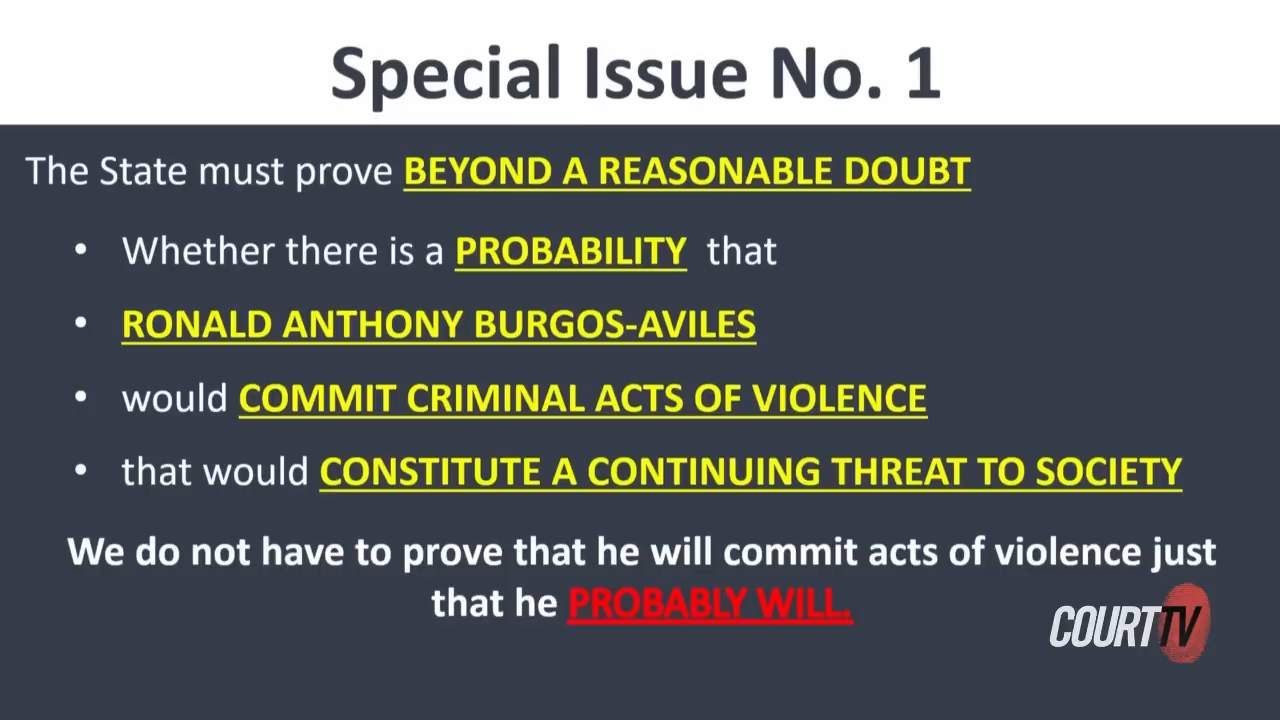 Special Issue No. 1
The State must prove BEYOND A REASONABLE DOUBT
• Whether there is a PROBABILITY that
• RONALD ANTHONY BURGOS-AVILES
• would COMMIT CRIMINAL ACTS OF VIOLENCE
• that would CONSTITUTE A CONTINUING THREAT TO SOCIETY
We do not have to prove that he will commit acts of violence just
that he PROBABLY WILL.
COURT TV